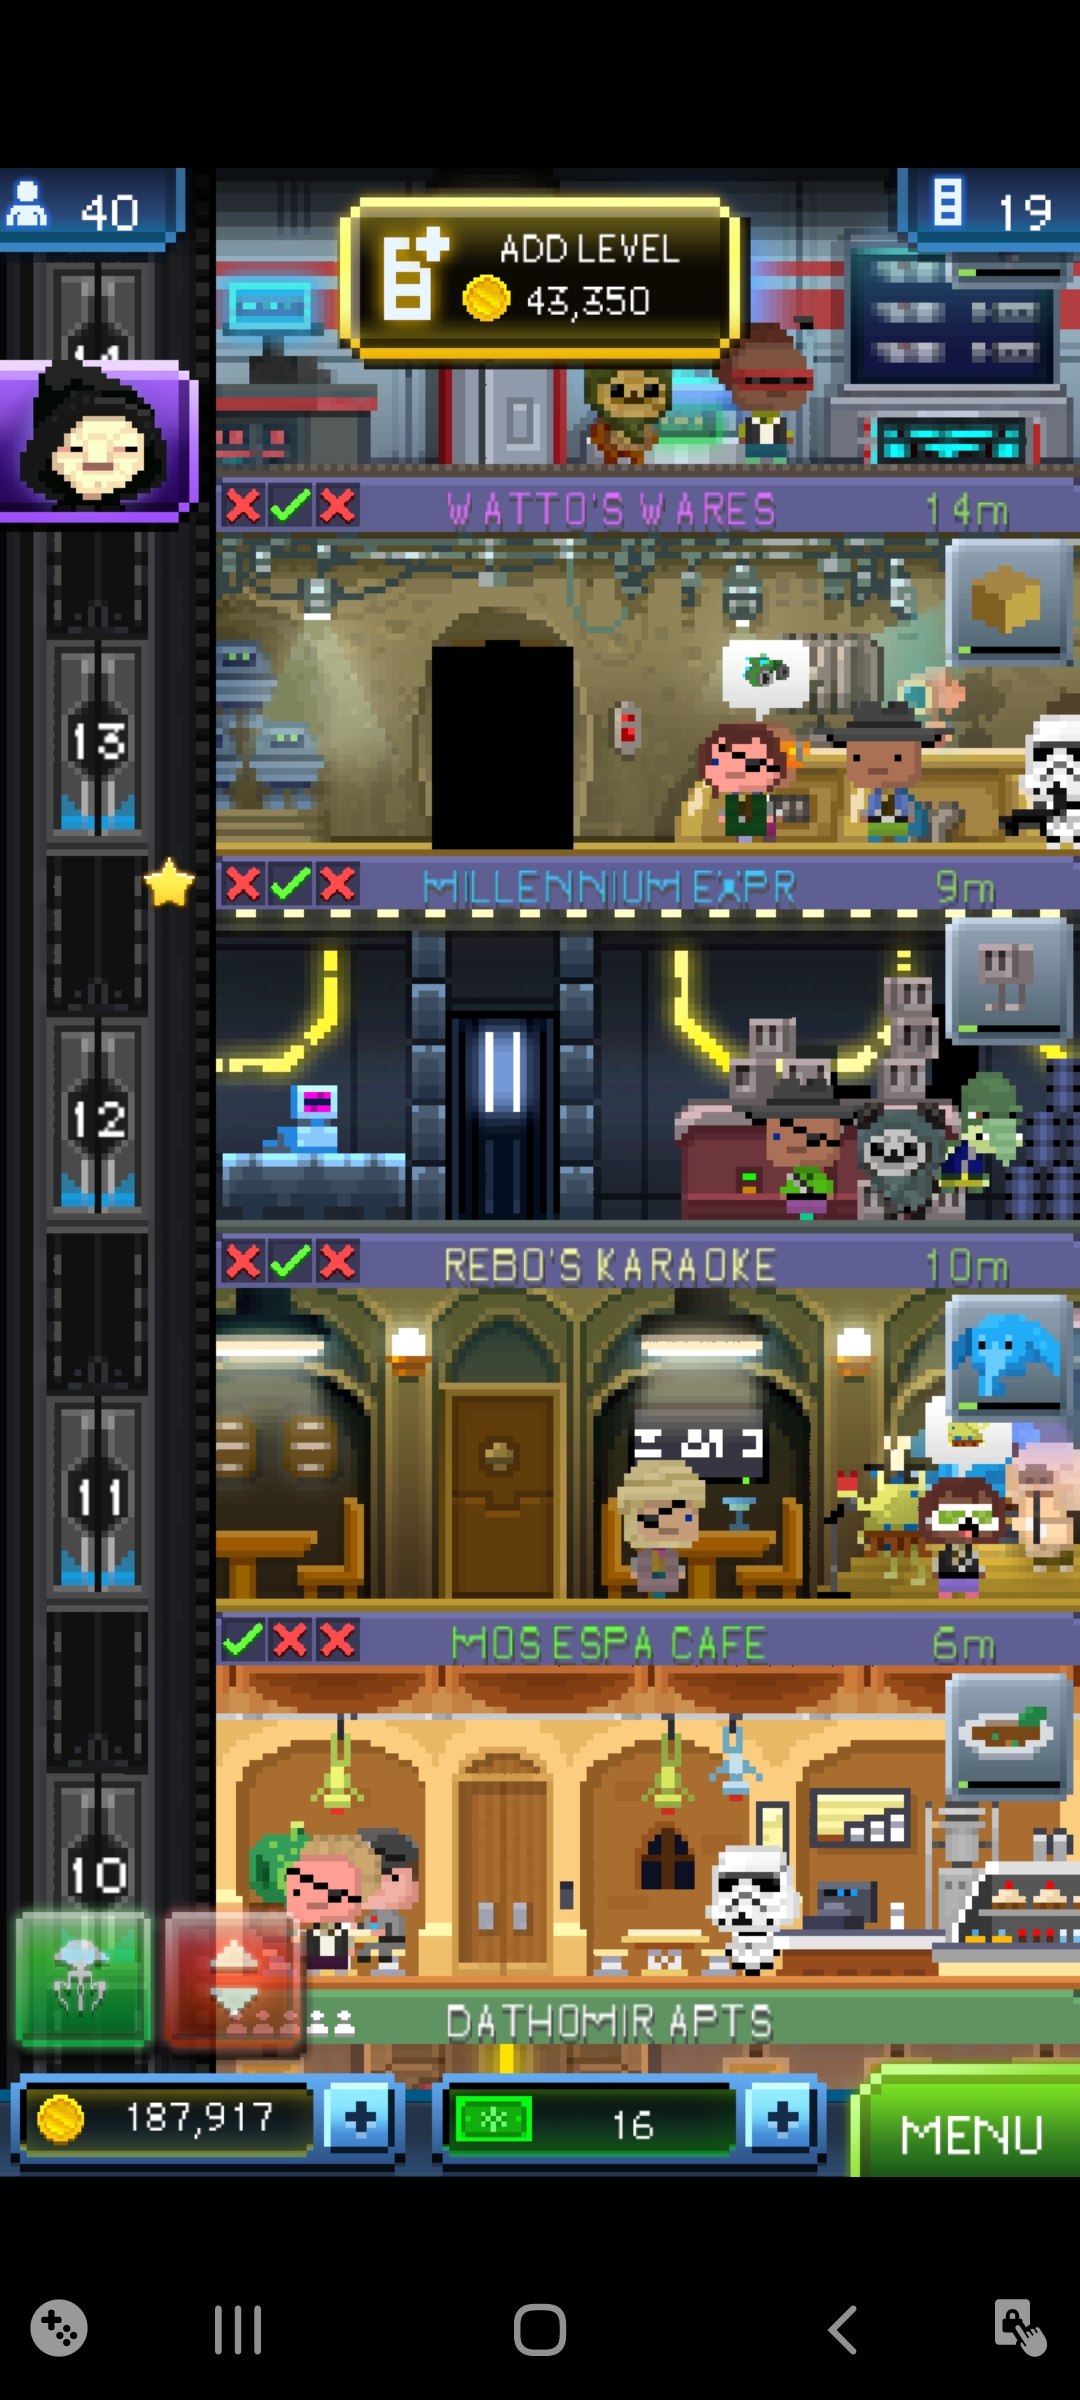 40
ADD LEVEL
43,350
19
WATTO'S WARES
14m
13
MILLENNIUM EXPR
9m
12
REBO'S KARAOKE
10m
11
MOS ESPA CAFE
6m
10
DATHOMIR APTS
187,917
16
MENU